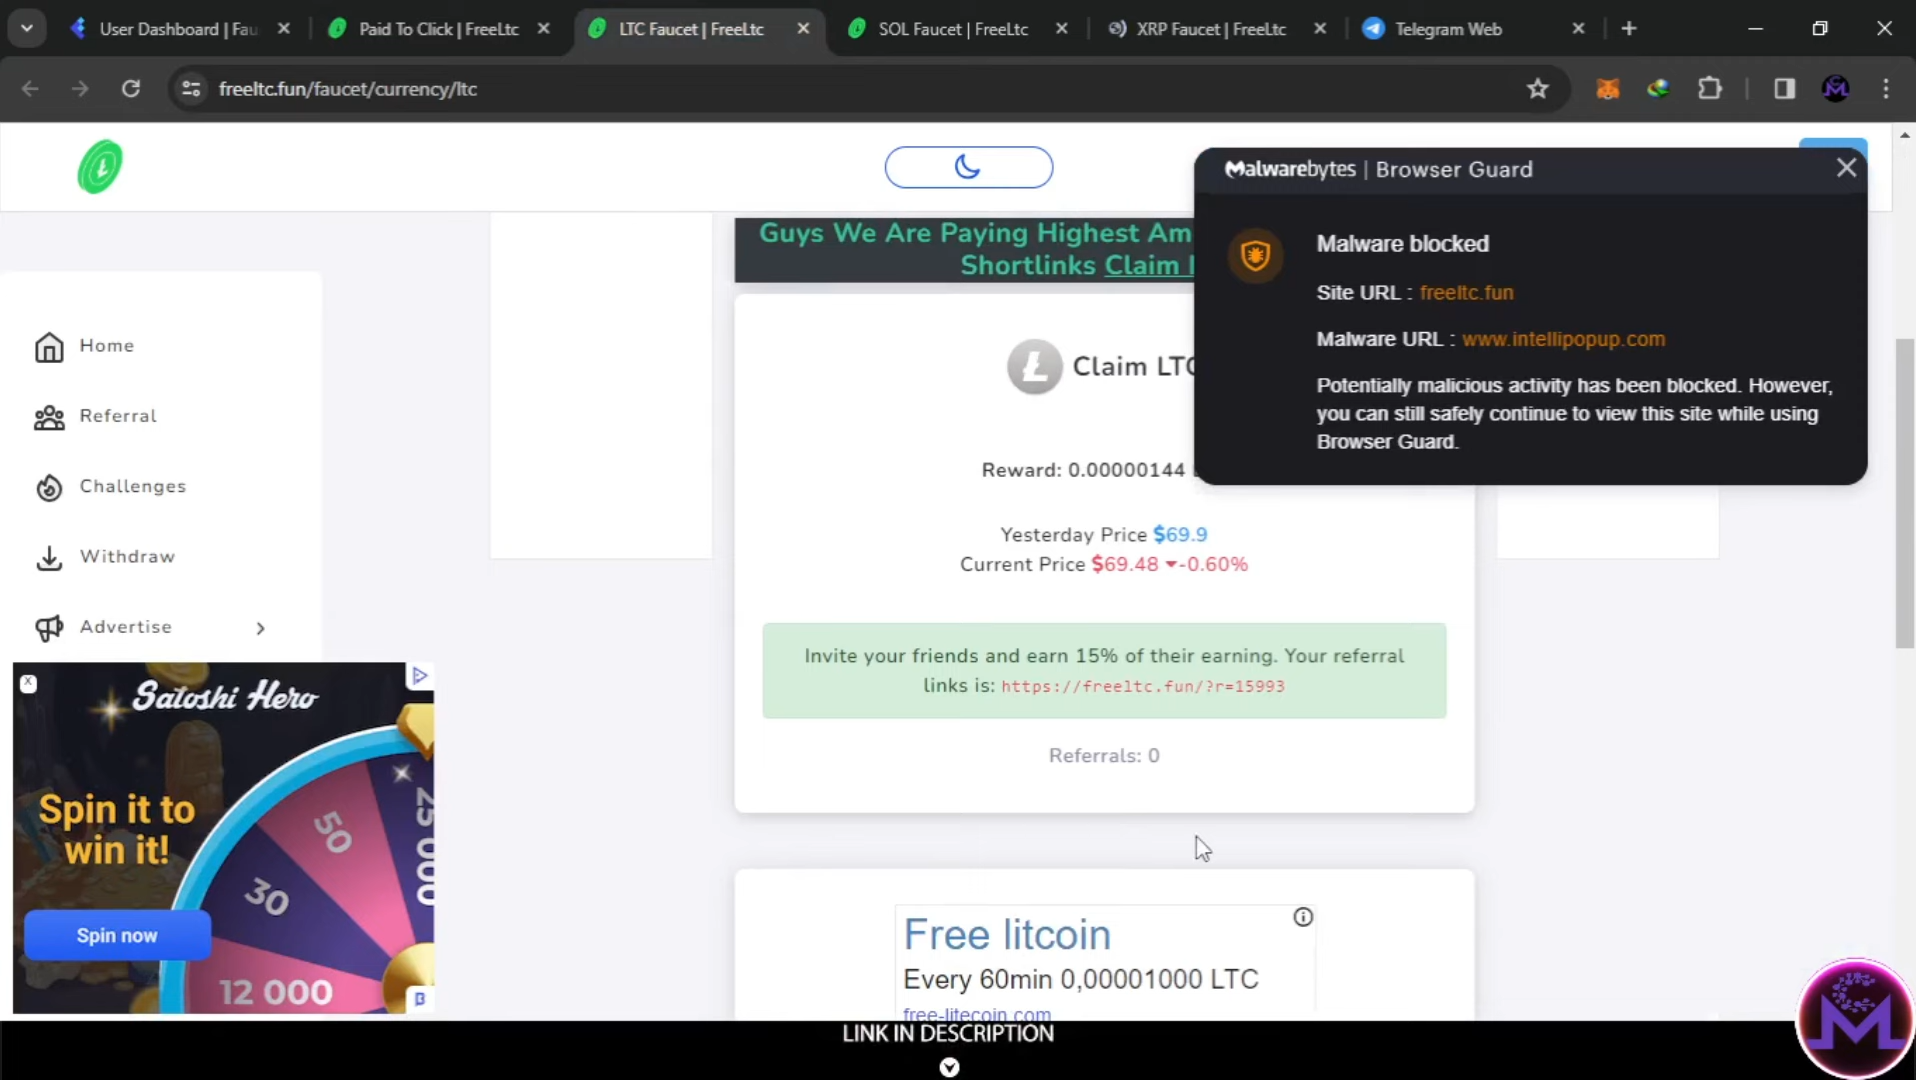 User Dashboard | Fau
Paid To Click | FreeLtc
LTC Faucet | FreeLtc
SOL Faucet | FreeLtc
XRP Faucet | FreeLtc
Telegram Web
freeltc.fun/faucet/currency/ltc
Malwarebytes | Browser Guard
Malware blocked
Site URL : freeltc.fun
Malware URL : www.intellipopup.com
Potentially malicious activity has been blocked. However,
you can still safely continue to view this site while using
Browser Guard.
Guys We Are Paying Highest Am
Shortlinks Claim
Home
Referral
Challenges
Withdraw
Advertise
Claim LTC
Reward: 0.00000144
Yesterday Price $69.9
Current Price $69.48 -0.60%
Invite your friends and earn 15% of their earning. Your referral
links is: https://freeltc.fun/?r=15993
Referrals: 0
Satoshi Hero
Spin it to
win it!
Spin now
50
30
25 000
12 000
Free litcoin
Every 60min 0,00001000 LTC
free-litecoin.com
LINK IN DESCRIPTION